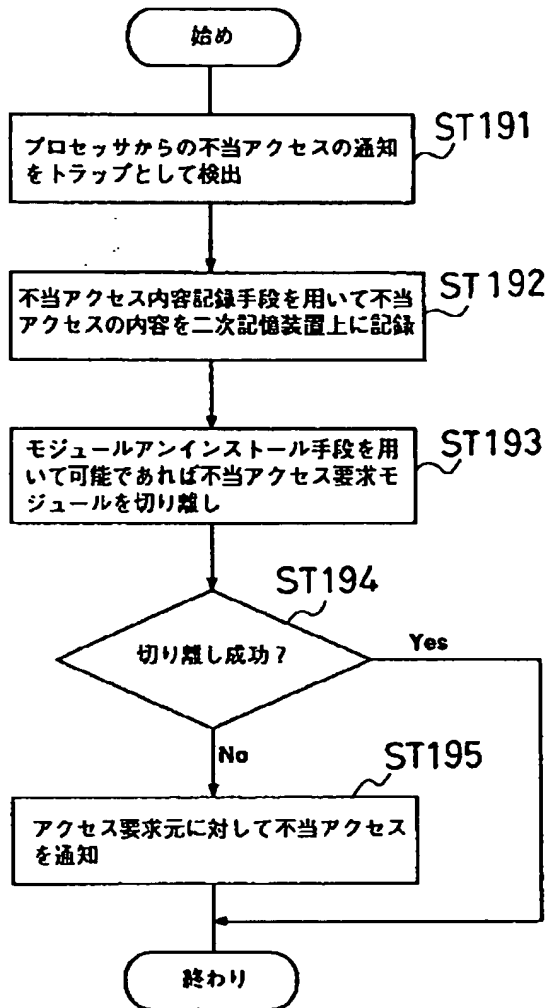 始め
ST191
プロセッサからの不当アクセスの通知
をトラップとして検出
ST192
不当アクセス内容記録手段を用いて不当
アクセスの内容を二次記憶装置上に記録
ST193
モジュールアンインストール手段を用
いて可能であれば不当アクセス要求モ
ジュールを切り離し
ST194
切り離し成功?
Yes
No
ST195
アクセス要求元に対して不当アクセス
を通知
終わり